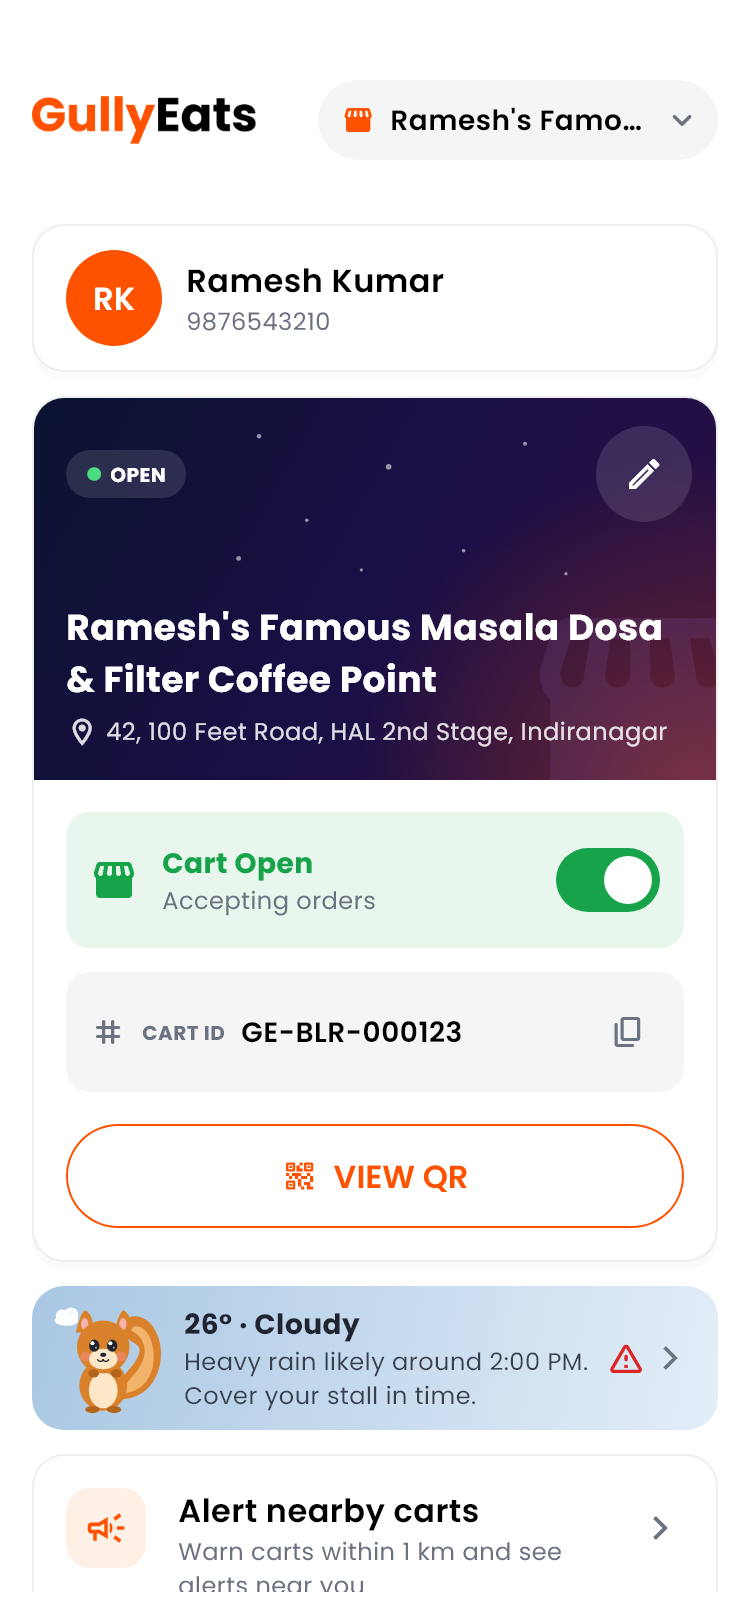 GullyEats
Ramesh's Famo...
RK
Ramesh Kumar
9876543210
OPEN
Ramesh's Famous Masala Dosa
& Filter Coffee Point
42, 100 Feet Road, HAL 2nd Stage, Indiranagar
Cart Open
Accepting orders
# CART ID GE-BLR-000123
VIEW QR
26° · Cloudy
Heavy rain likely around 2:00 PM.
Cover your stall in time.
Alert nearby carts
Warn carts within 1 km and see
alerts near you